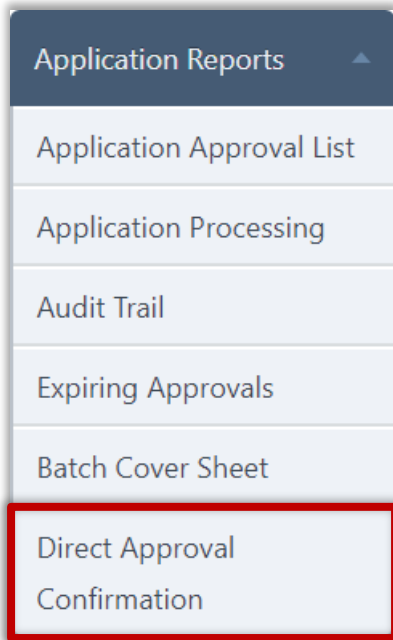 Application Reports
Application Approval List
Application Processing
Audit Trail
Expiring Approvals
Batch Cover Sheet
Direct Approval
Confirmation